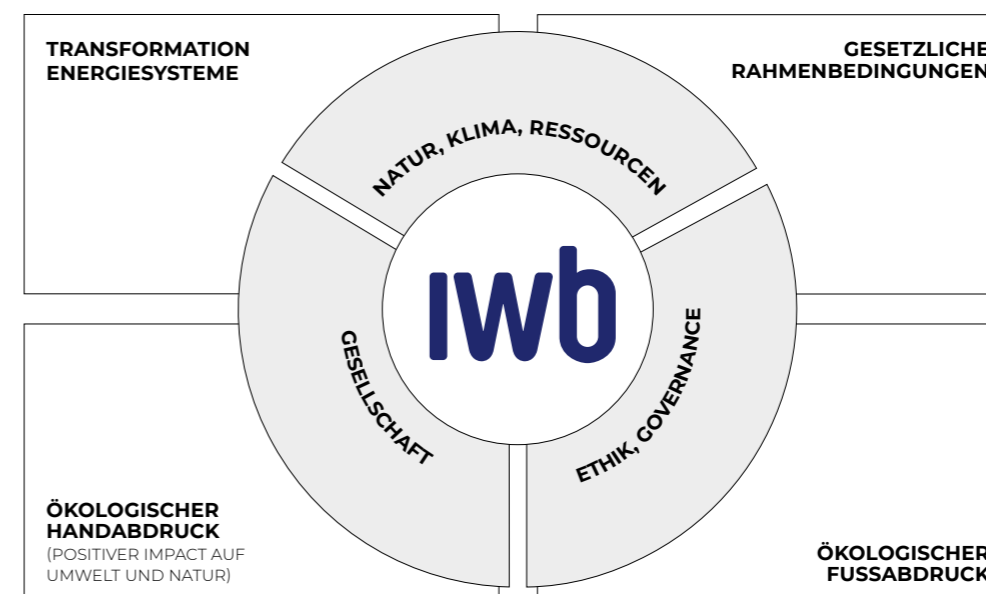 TRANSFORMATION
ENERGIESYSTEME
GESETZLICHE
RAHMENBEDINGUNGEN
NATUR, KLIMA, RESSOURCEN
iwb
GESELLSCHAFT
ETHIK, GOVERNANCE
ÖKOLOGISCHER
HANDABDRUCK
(POSITIVER IMPACT AUF
UMWELT UND NATUR)
ÖKOLOGISCHER
FUSSABDRUCK